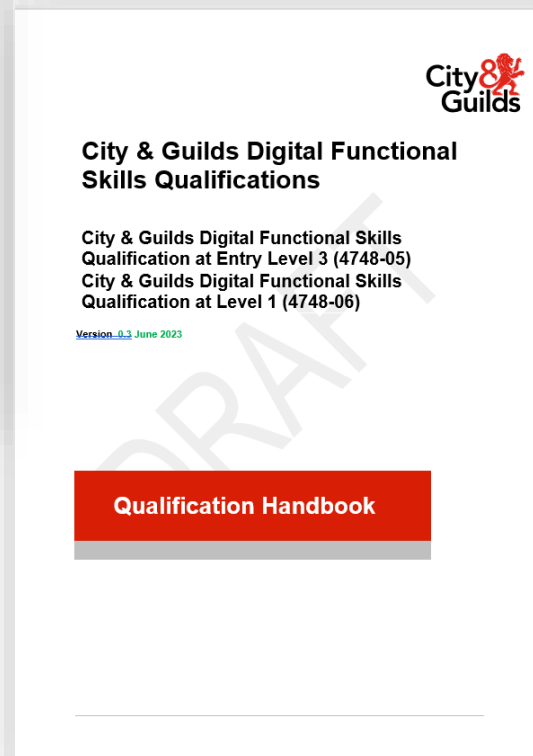 City&
Guilds
City & Guilds Digital Functional
Skills Qualifications
City & Guilds Digital Functional Skills
Qualification at Entry Level 3 (4748-05)
City & Guilds Digital Functional Skills
Qualification at Level 1 (4748-06)
Version 0.3 June 2023
DRAFT
Qualification Handbook